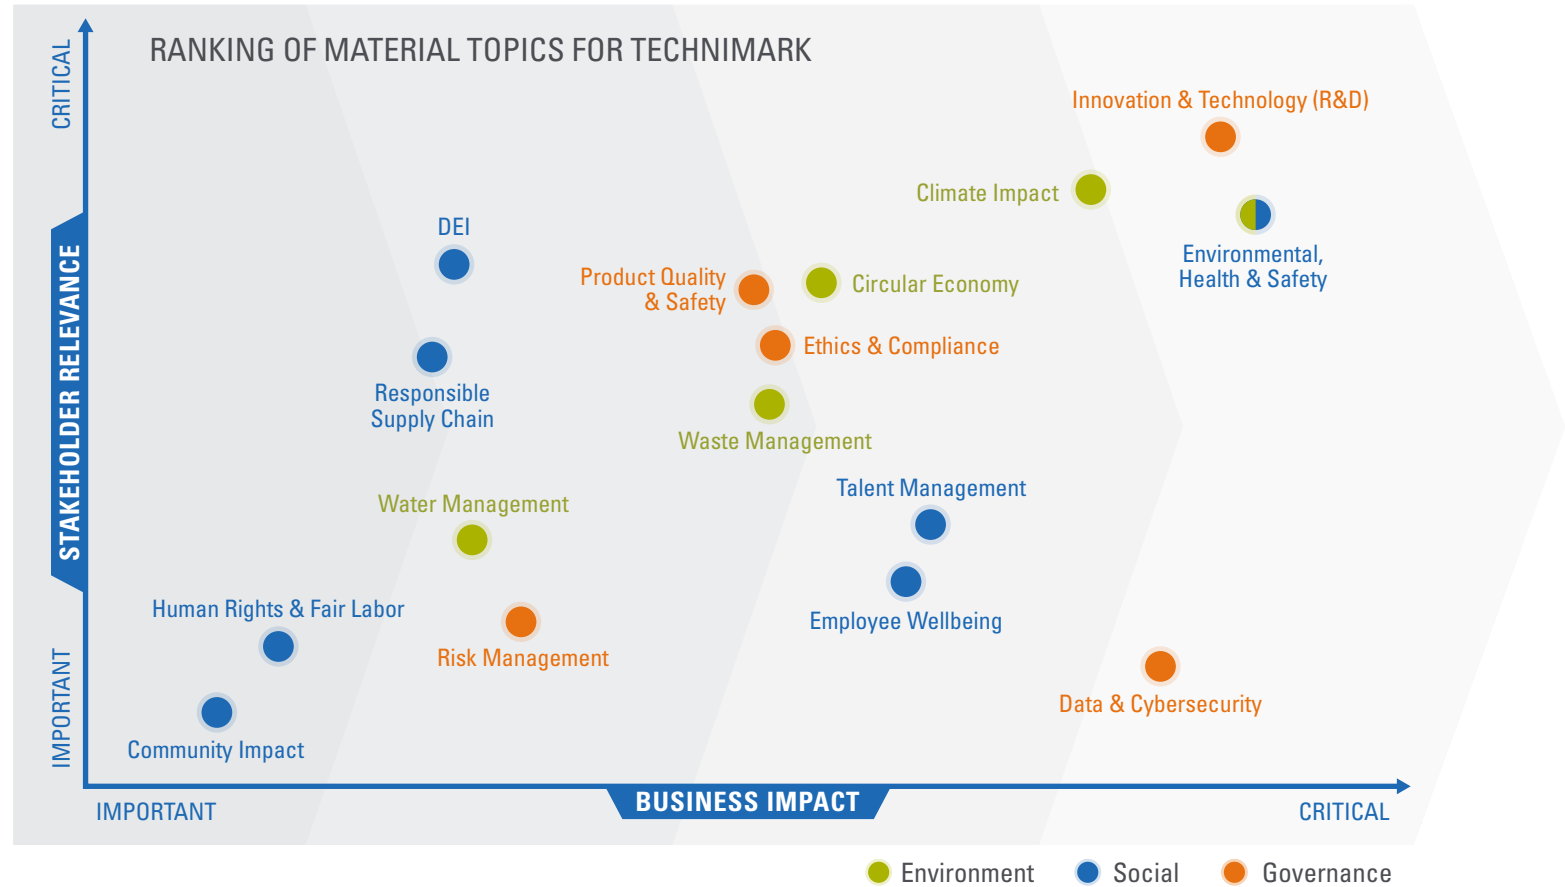 RANKING OF MATERIAL TOPICS FOR TECHNIMARK
CRITICAL
STAKEHOLDER RELEVANCE
IMPORTANT
Innovation & Technology (R&D)
Climate Impact
DEI
Environmental,
Health & Safety
Product Quality
& Safety
Circular Economy
Ethics & Compliance
Responsible
Supply Chain
Waste Management
Talent Management
Water Management
Human Rights & Fair Labor
Employee Wellbeing
Risk Management
Data & Cybersecurity
Community Impact
IMPORTANT
BUSINESS IMPACT
CRITICAL
Environment
Social
Governance